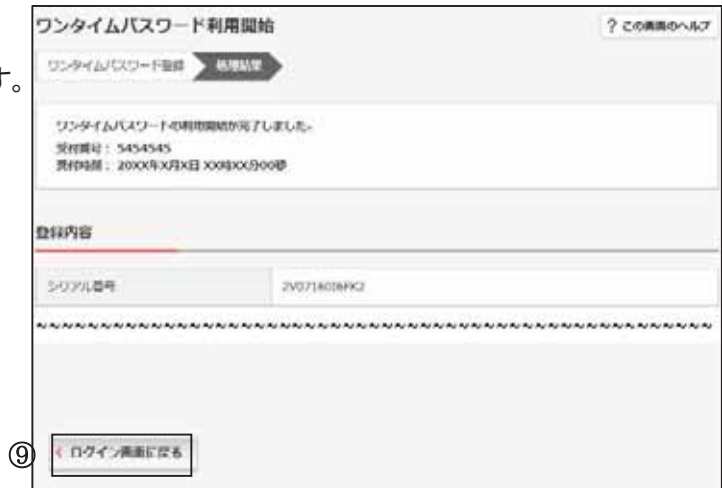 ワンタイムパスワード利用開始
? この画面のヘルプ
す。
ワンタイムパスワード登録
処理結果
ワンタイムパスワードの利用開始が完了しました。
受付番号： 5454545
受付時間： 20XX年X月X日 XX時XX分00秒
登録内容
シリアル番号
⑨
ログイン画面に戻る